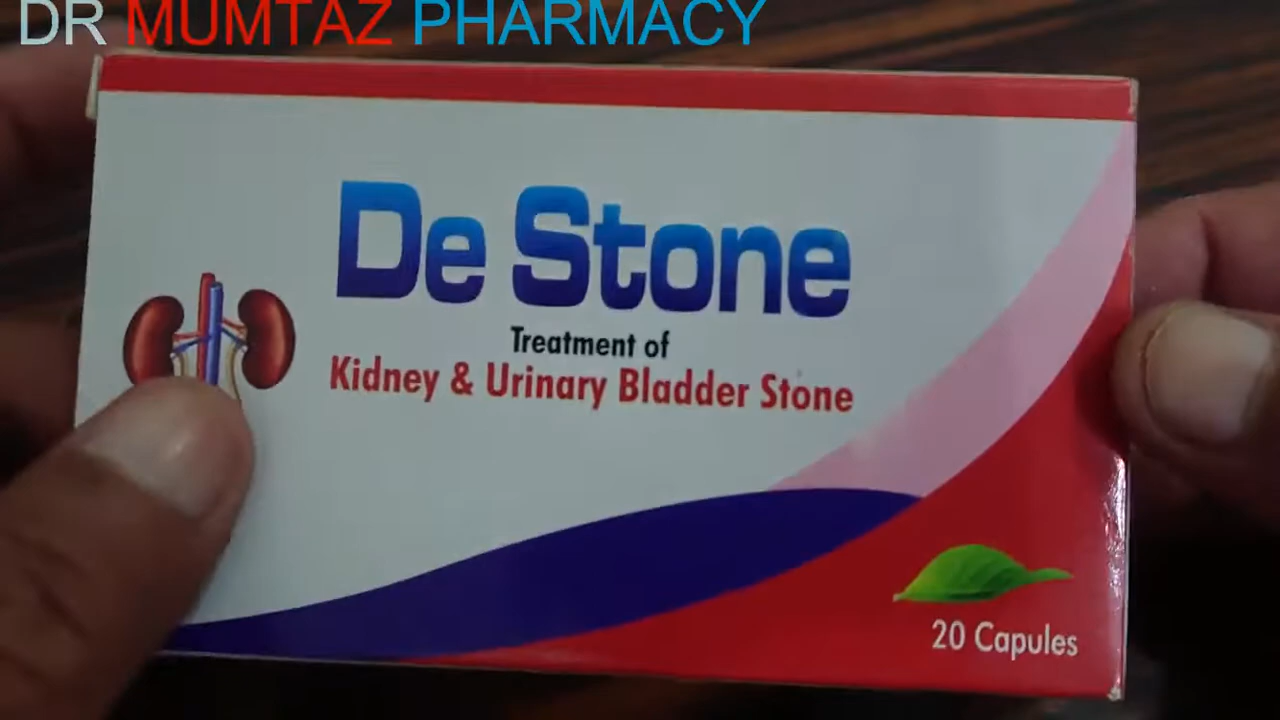 DR MUMTAZ PHARMACY
De Stone
Treatment of
Kidney & Urinary Bladder Stone
20 Capules